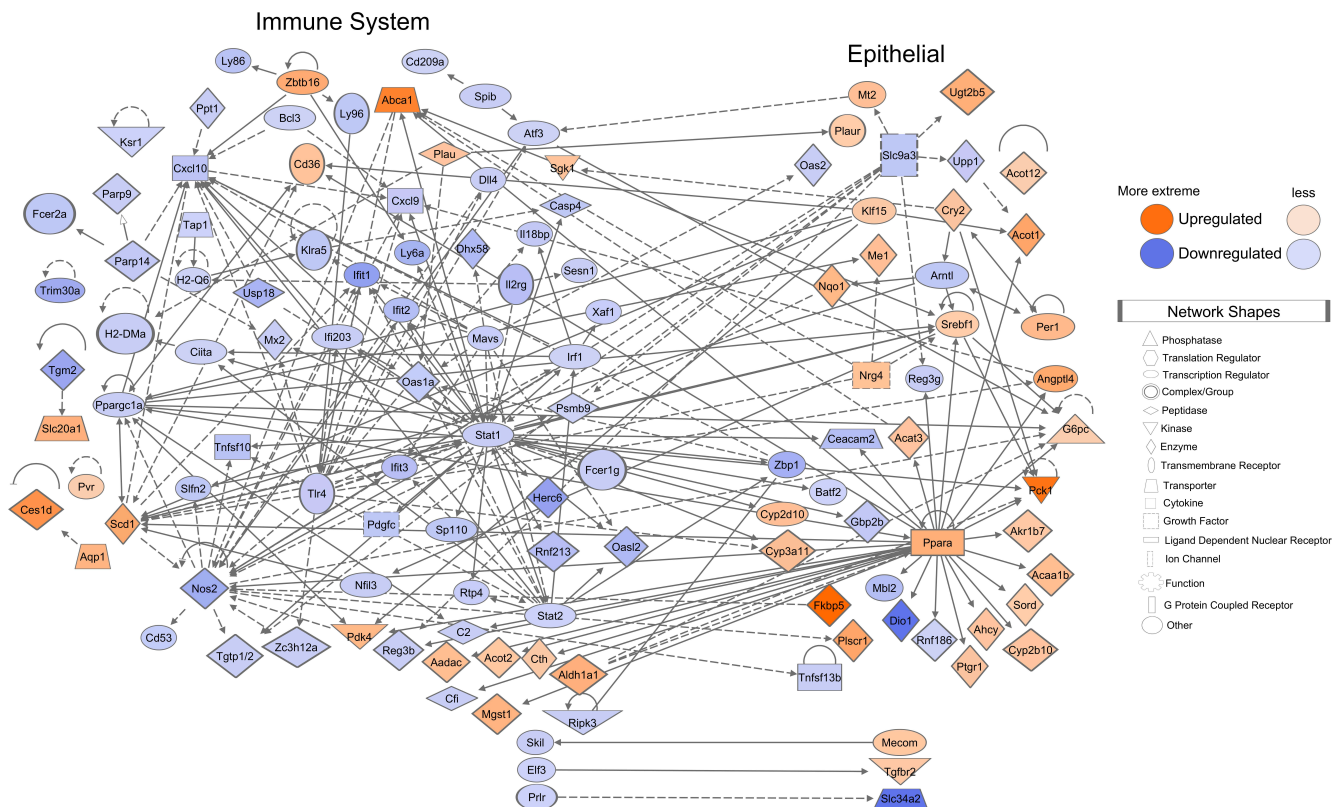 Immune System
Epithelial
Ly86
Zbtb16
Cd209a
Ugt2b5
Ppt1
Ly96
Abca1
Spib
Mt2
Bcl3
Ksr1
Atf3
Plaur
Cxcl10
Cd36
Plau
Sgk1
Oas2
Slc9a3
Upp1
Acot12
Parp9
Dll4
Fcer2a
Tap1
Cxcl9
Casp4
Klf15
Cry2
Acot1
Klra5
Ly6a
Dhx58
Il18bp
Me1
Parp14
H2-Q6
Ifit1
Sesn1
Arntl
Trim30a
Usp18
Il2rg
Nqo1
Ifit2
Xaf1
Srebf1
Per1
H2-DMa
Mx2
Ifi203
Mavs
Ciita
Irf1
Tgm2
Oas1a
Nrg4
Reg3g
Angptl4
Ppargc1a
Psmb9
Slc20a1
Tnfsf10
Stat1
Ceacam2
Acat3
G6pc
Pvr
Slfn2
Ifit3
Fcer1g
Zbp1
Tlr4
Herc6
Batf2
Pck1
Ces1d
Scd1
Pdgfc
Sp110
Cyp2d10
Gbp2b
Akr1b7
Aqp1
Rnf213
Oasl2
Cyp3a11
Ppara
Acaa1b
Nos2
Nfil3
Rtp4
Mbl2
Sord
Stat2
Fkbp5
Dio1
Cd53
C2
Plscr1
Rnf186
Ahcy
Cyp2b10
Tgtp1/2
Zc3h12a
Pdk4
Reg3b
Aadac
Acot2
Cth
Aldh1a1
Tnfsf13b
Ptgr1
Cfi
Mgst1
Ripk3
Skil
Mecom
Elf3
Tgfbr2
Prlr
Slc34a2
More extreme
less
Upregulated
Downregulated
Network Shapes
Phosphatase
Translation Regulator
Transcription Regulator
Complex/Group
Peptidase
Kinase
Enzyme
Transmembrane Receptor
Transporter
Cytokine
Growth Factor
Ligand Dependent Nuclear Receptor
Ion Channel
Function
G Protein Coupled Receptor
Other